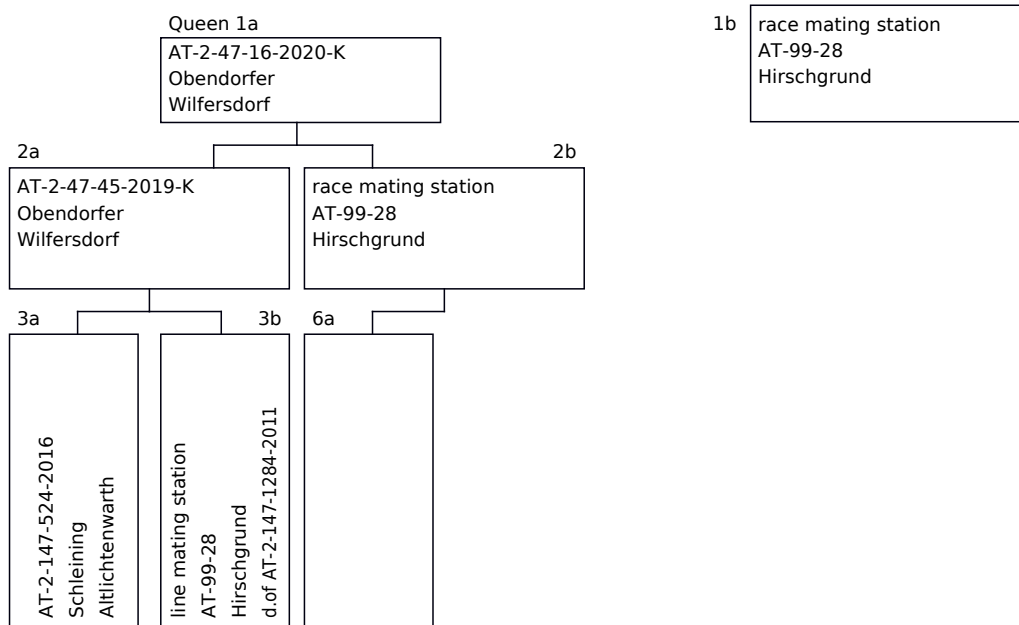 Queen 1a
AT-2-47-16-2020-K
Obendorfer
Wilfersdorf
1b
race mating station
AT-99-28
Hirschgrund
2a
AT-2-47-45-2019-K
Obendorfer
Wilfersdorf
2b
race mating station
AT-99-28
Hirschgrund
3a
AT-2-147-524-2016
Schleining
Altlichtenwarth
3b
line mating station
AT-99-28
Hirschgrund
d.of AT-2-147-1284-2011
6a